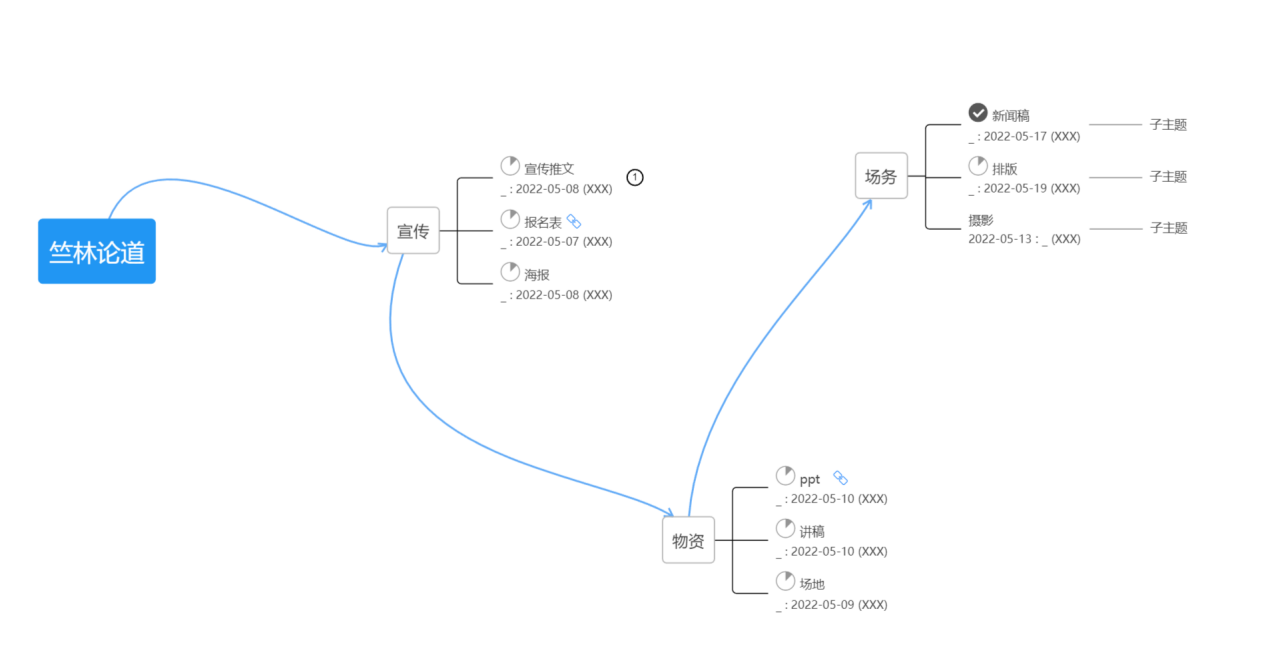 竺林论道
宣传
宣传推文
_ : 2022-05-08 (XXX)
1
报名表
_ : 2022-05-07 (XXX)
海报
_ : 2022-05-08 (XXX)
物资
ppt
_ : 2022-05-10 (XXX)
讲稿
_ : 2022-05-10 (XXX)
场地
_ : 2022-05-09 (XXX)
场务
新闻稿
_ : 2022-05-17 (XXX)
子主题
排版
_ : 2022-05-19 (XXX)
子主题
摄影
2022-05-13 : _ (XXX)
子主题